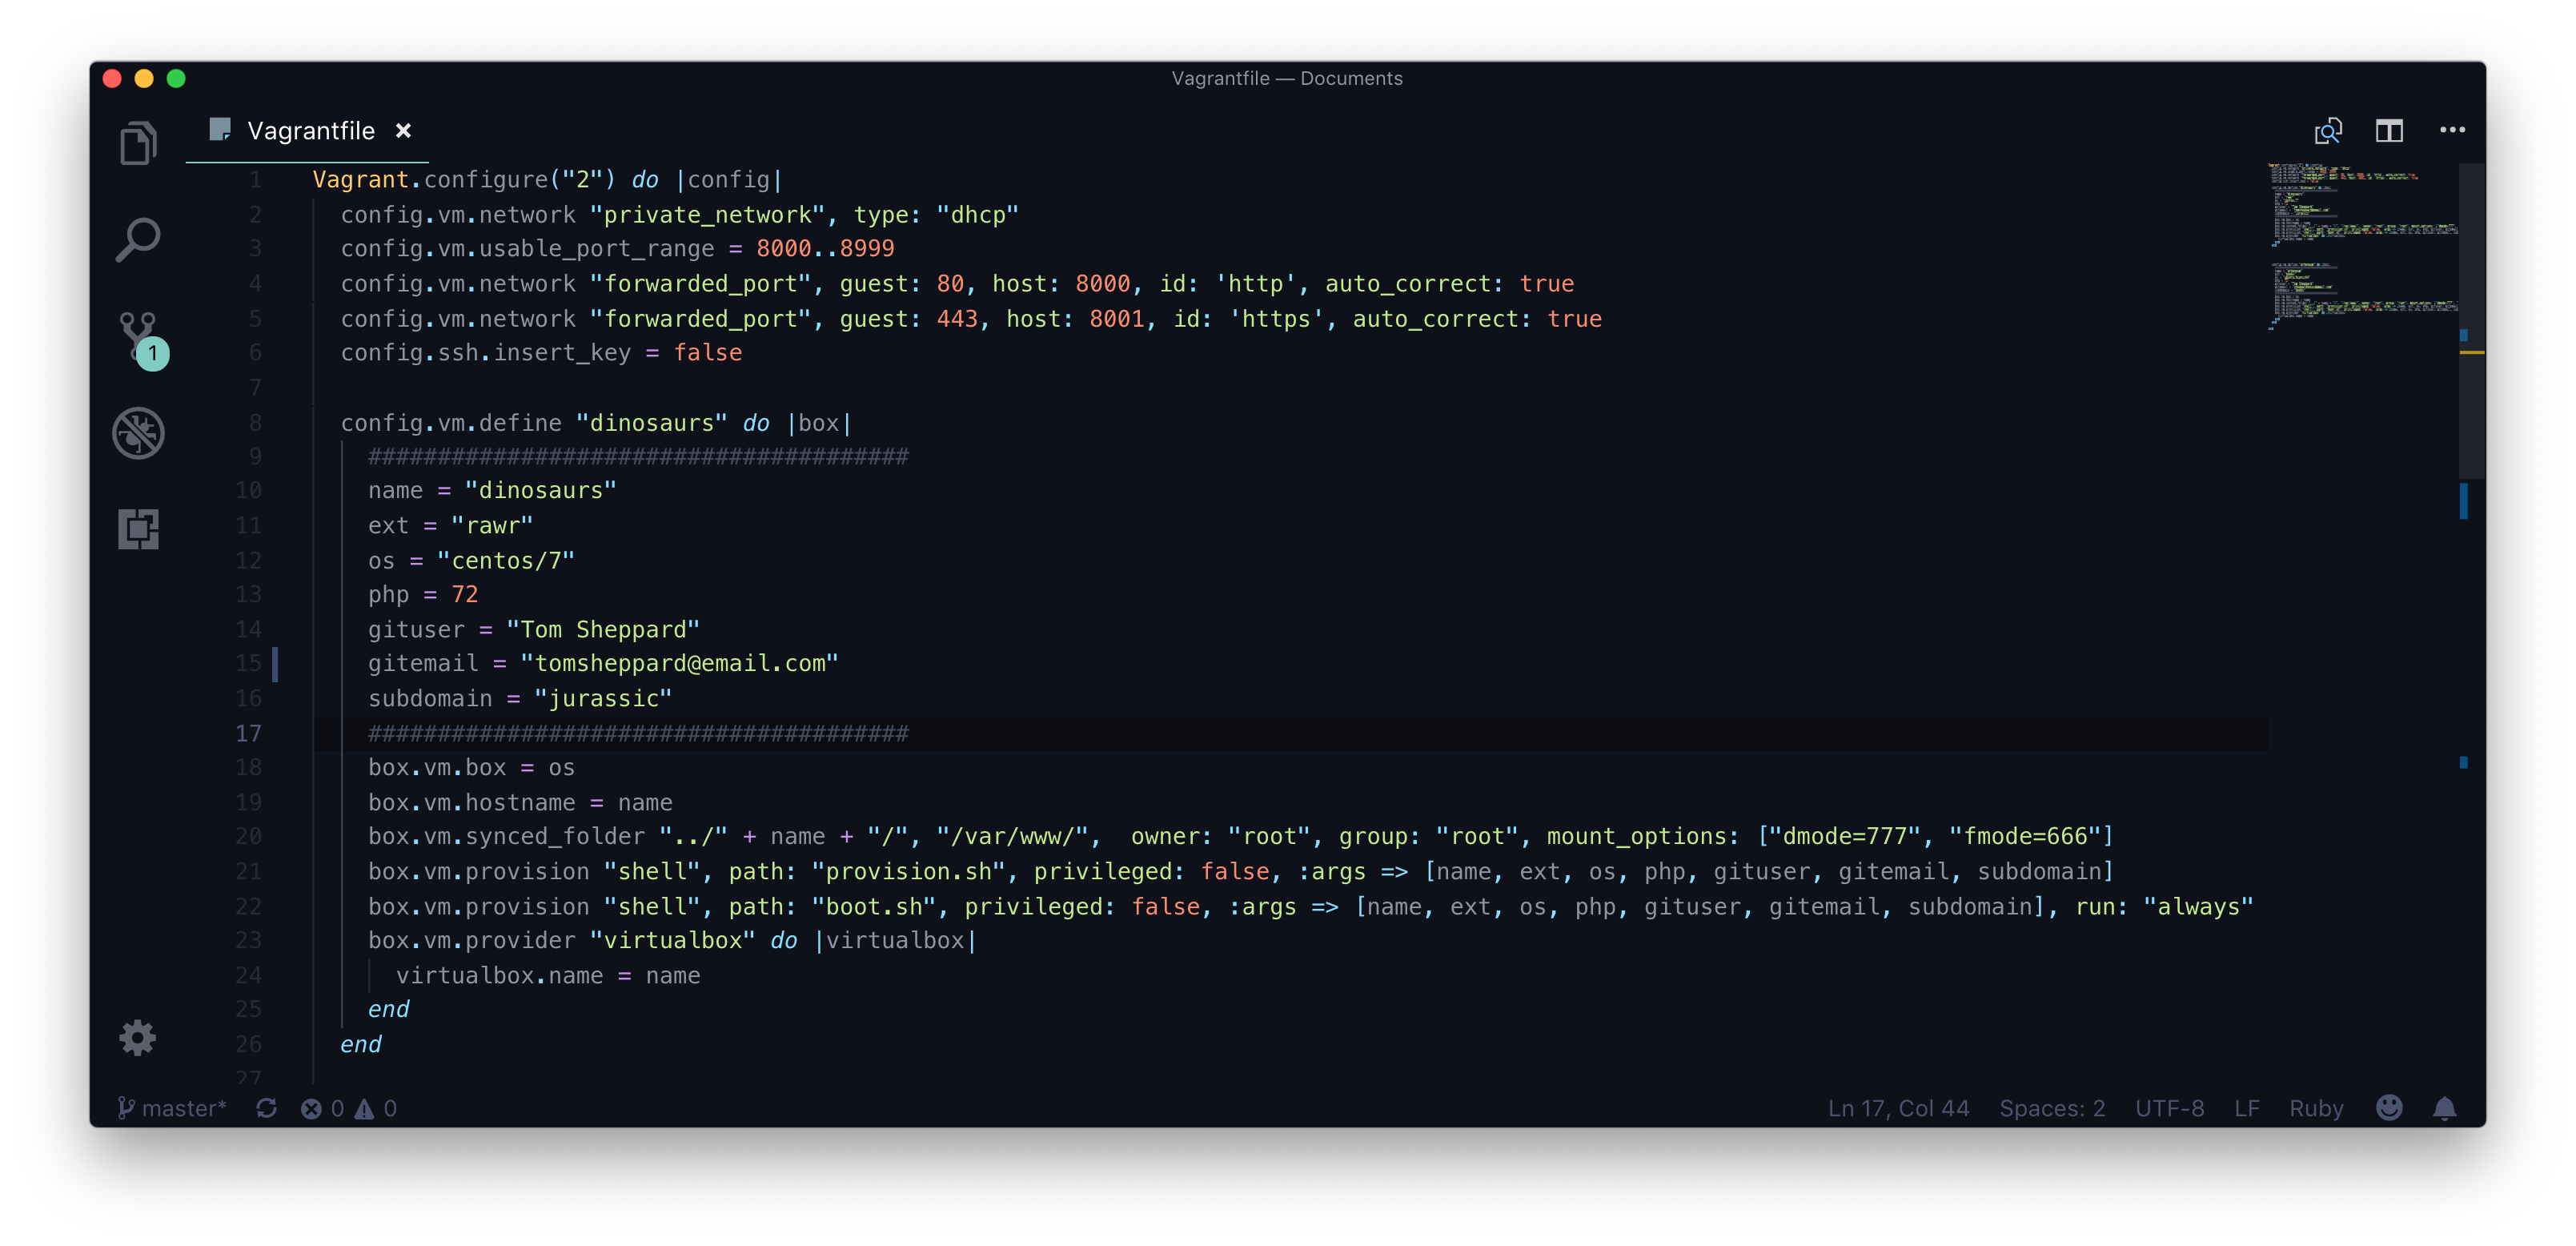 Vagrantfile — Documents
Vagrantfile ×
1 Vagrant.configure("2") do |config|
2 config.vm.network "private_network", type: "dhcp"
3 config.vm.usable_port_range = 8000..8999
4 config.vm.network "forwarded_port", guest: 80, host: 8000, id: 'http', auto_correct: true
5 config.vm.network "forwarded_port", guest: 443, host: 8001, id: 'https', auto_correct: true
6 config.ssh.insert_key = false
7
8 config.vm.define "dinosaurs" do |box|
9 #######################################
10 name = "dinosaurs"
11 ext = "rawr"
12 os = "centos/7"
13 php = 72
14 gituser = "Tom Sheppard"
15 gitemail = "tomsheppard@email.com"
16 subdomain = "jurassic"
17 #######################################
18 box.vm.box = os
19 box.vm.hostname = name
20 box.vm.synced_folder "../" + name + "/", "/var/www/",  owner: "root", group: "root", mount_options: ["dmode=777", "fmode=666"]
21 box.vm.provision "shell", path: "provision.sh", privileged: false, :args => [name, ext, os, php, gituser, gitemail, subdomain]
22 box.vm.provision "shell", path: "boot.sh", privileged: false, :args => [name, ext, os, php, gituser, gitemail, subdomain], run: "always"
23 box.vm.provider "virtualbox" do |virtualbox|
24 virtualbox.name = name
25 end
26 end
27
1
master* 0 0 Ln 17, Col 44 Spaces: 2 UTF-8 LF Ruby